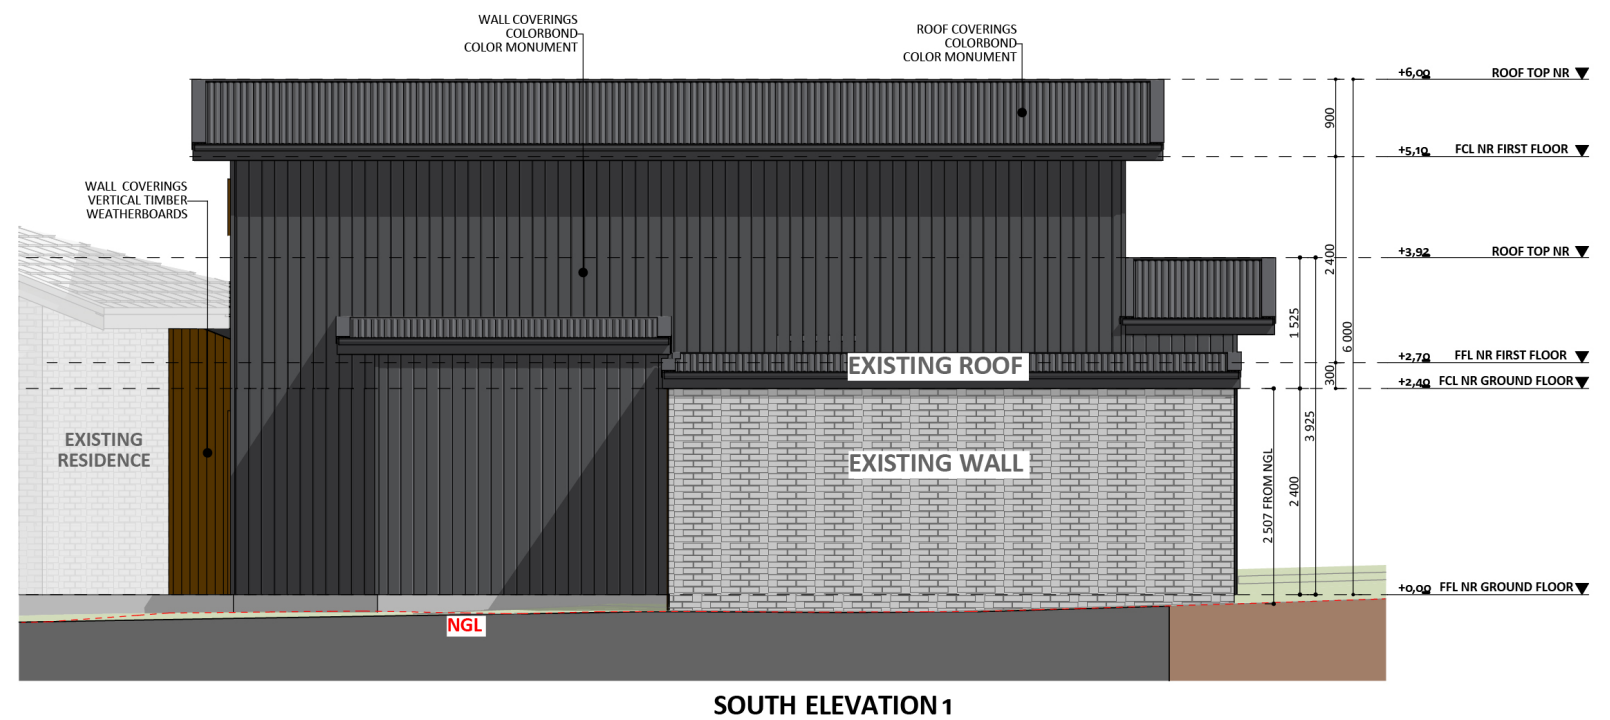 WALL COVERINGS
COLORBOND
COLOR MONUMENT
ROOF COVERINGS
COLORBOND
COLOR MONUMENT
WALL COVERINGS
VERTICAL TIMBER
WEATHERBOARDS
+6,00 ROOF TOP NR
900
+5,10 FCL NR FIRST FLOOR
2 400
+3,92 ROOF TOP NR
1 525
6 000
+2,70 FFL NR FIRST FLOOR
300
+2,40 FCL NR GROUND FLOOR
3 925
2 507 FROM NGL
2 400
+0,00 FFL NR GROUND FLOOR
EXISTING ROOF
EXISTING WALL
EXISTING
RESIDENCE
NGL
SOUTH ELEVATION 1